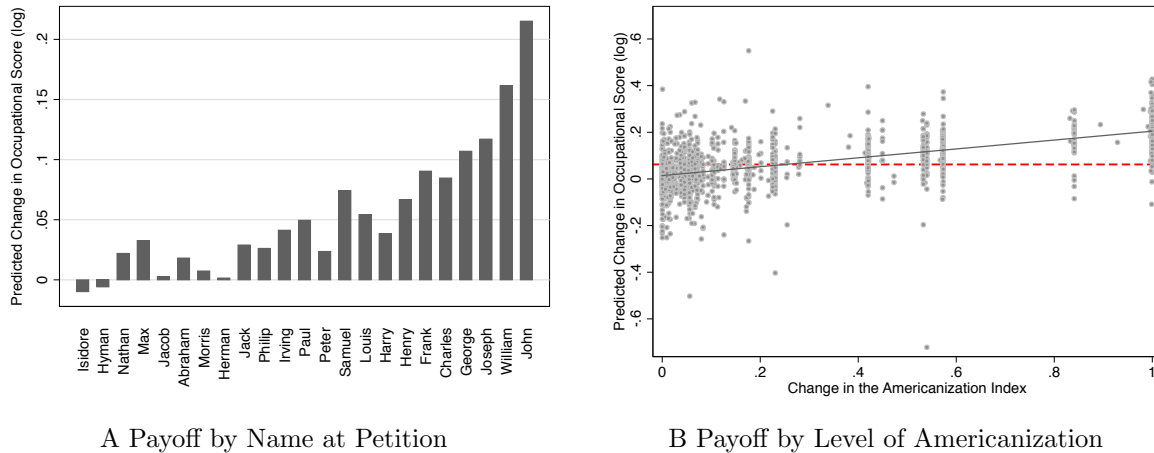 Predicted Change in Occupational Score (log)
.2
.15
.1
.05
0
Isidore
Hyman
Nathan
Max
Jacob
Abraham
Morris
Herman
Jack
Philip
Irving
Paul
Peter
Samuel
Louis
Harry
Henry
Frank
Charles
George
Joseph
William
John
A Payoff by Name at Petition
Predicted Change in Occupational Score (log)
.6
.4
.2
0
-.2
-.4
-.6
0 .2 .4 .6 .8 1
Change in the Americanization Index
B Payoff by Level of Americanization